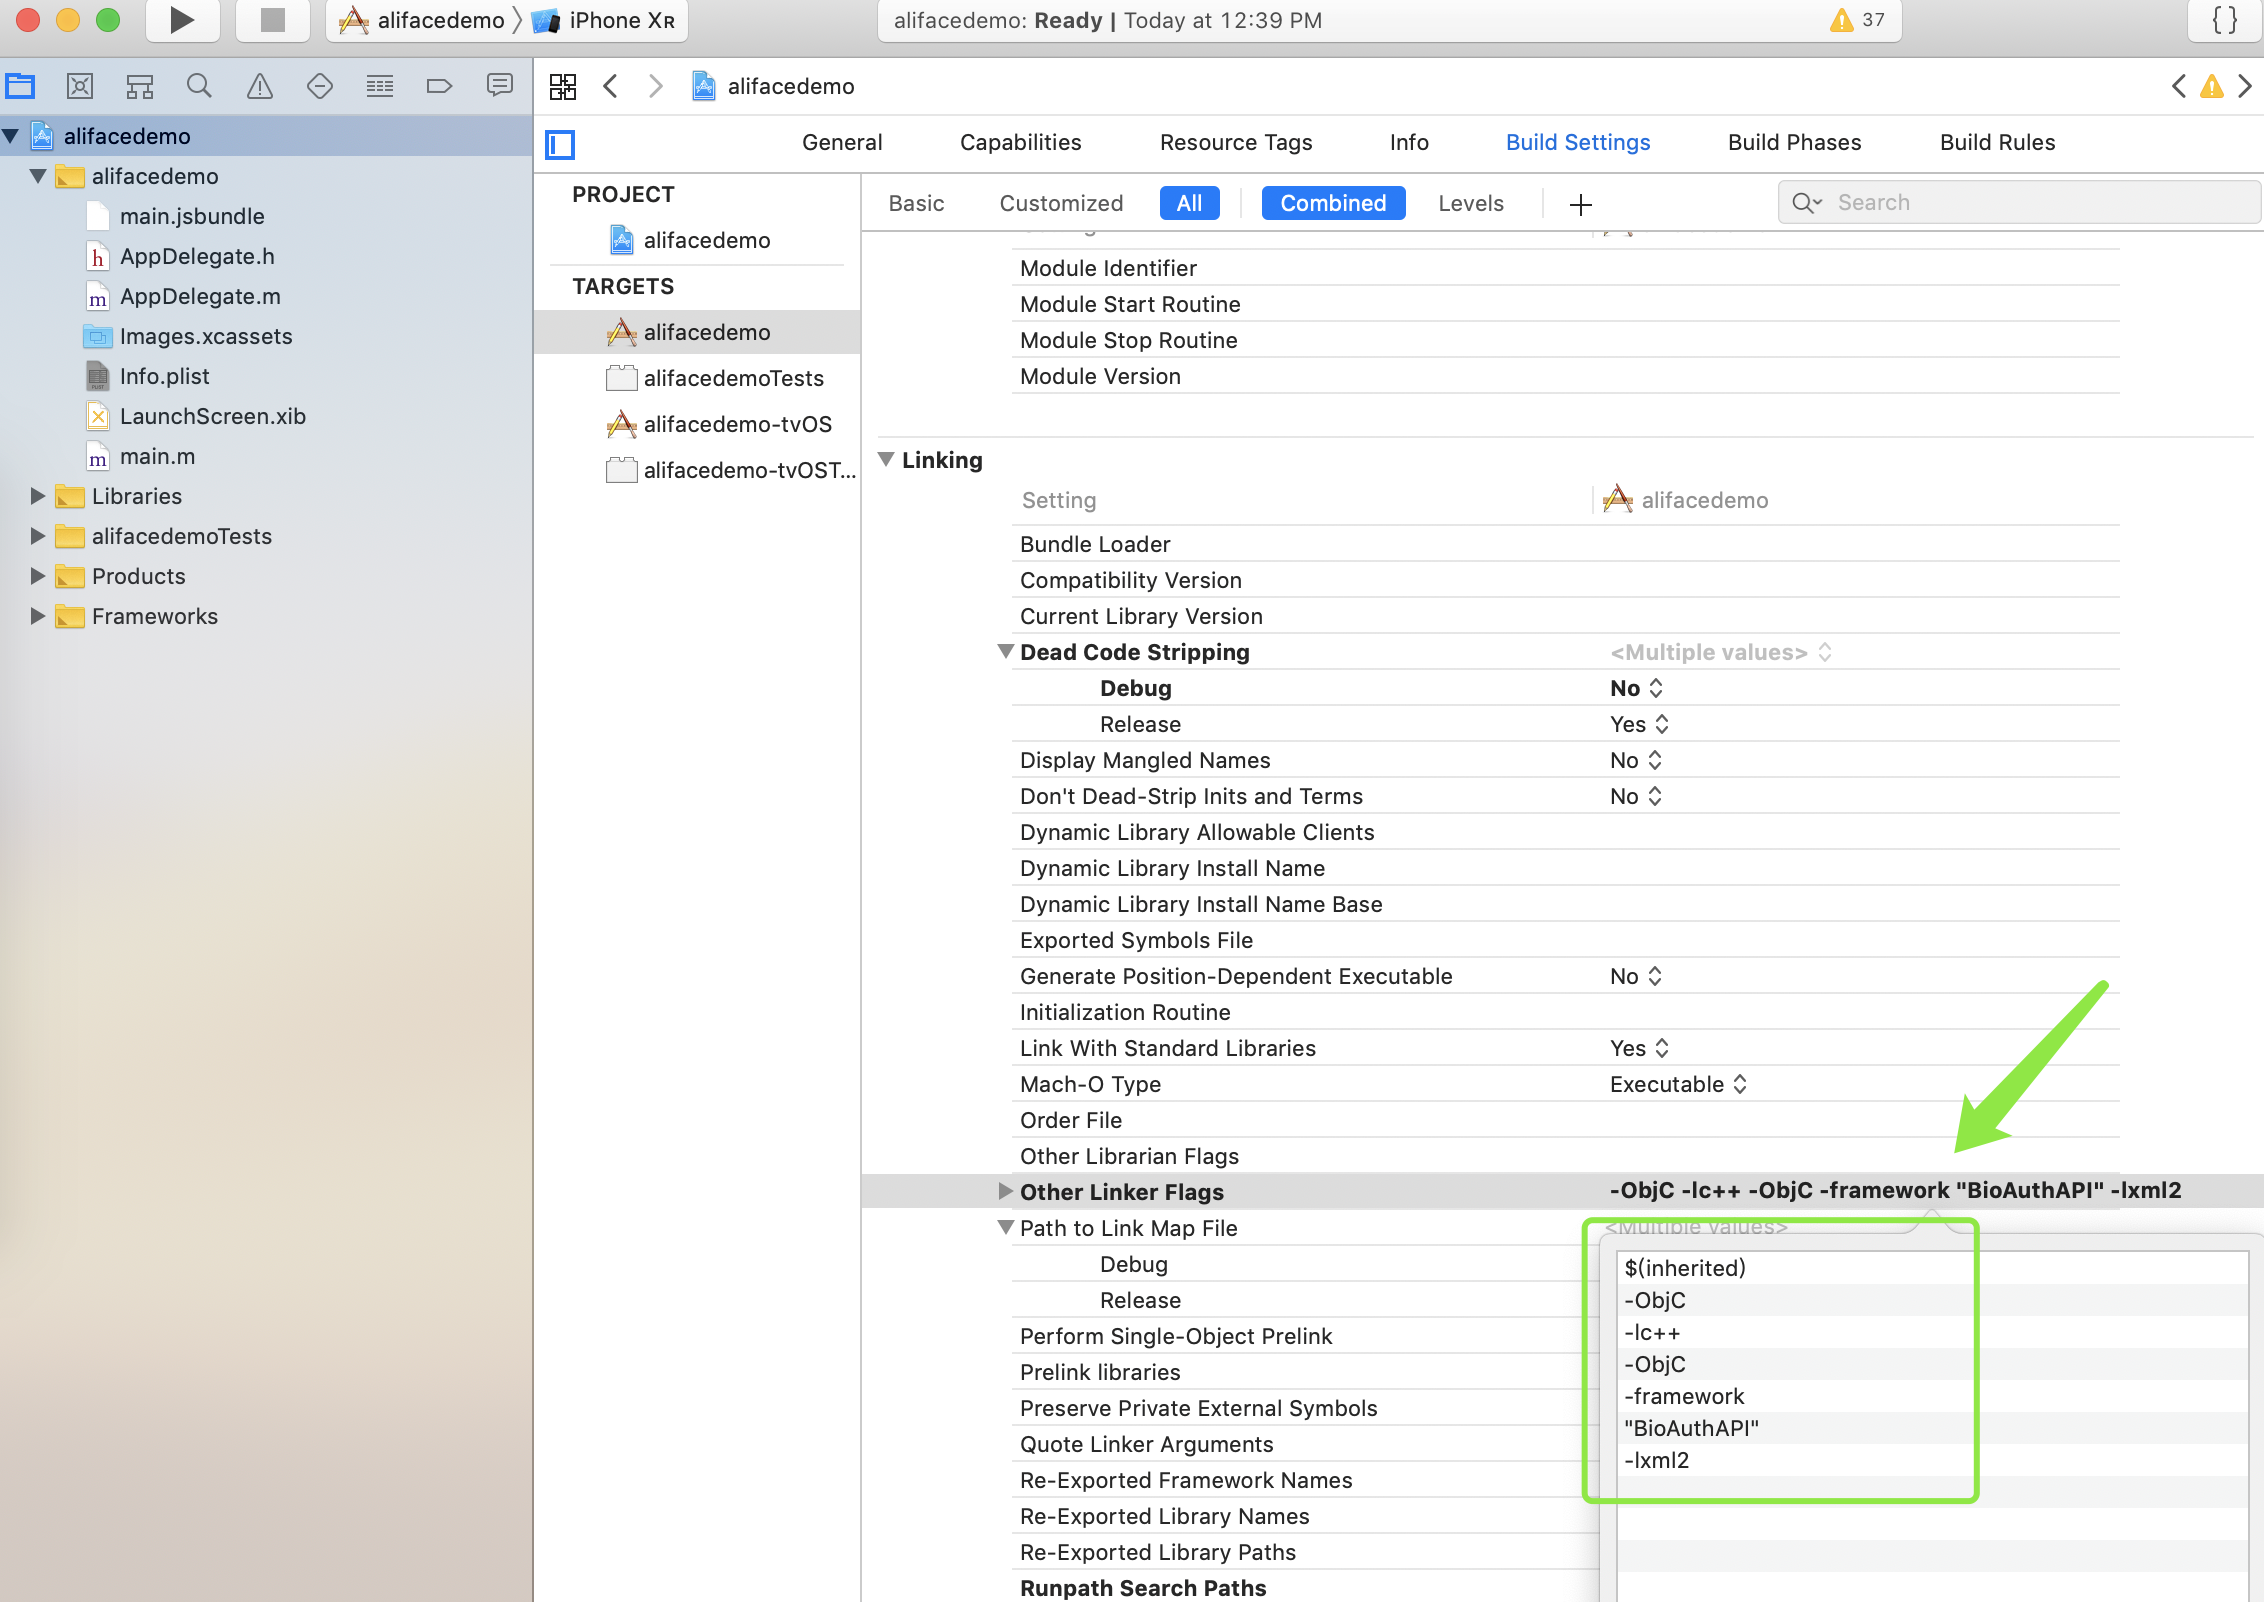 alifacedemo
iPhone XR
alifacedemo: Ready | Today at 12:39 PM
37
{ }
alifacedemo
alifacedemo
alifacedemo
main.jsbundle
AppDelegate.h
AppDelegate.m
Images.xcassets
Info.plist
LaunchScreen.xib
main.m
Libraries
alifacedemoTests
Products
Frameworks
General
Capabilities
Resource Tags
Info
Build Settings
Build Phases
Build Rules
PROJECT
alifacedemo
TARGETS
alifacedemo
alifacedemoTests
alifacedemo-tvOS
alifacedemo-tvOST...
Basic
Customized
All
Combined
Levels
Search
Module Identifier
Module Start Routine
Module Stop Routine
Module Version
Linking
Setting
alifacedemo
Bundle Loader
Compatibility Version
Current Library Version
Dead Code Stripping <Multiple values>
Debug No
Release Yes
Display Mangled Names No
Don't Dead-Strip Inits and Terms No
Dynamic Library Allowable Clients
Dynamic Library Install Name
Dynamic Library Install Name Base
Exported Symbols File
Generate Position-Dependent Executable No
Initialization Routine
Link With Standard Libraries Yes
Mach-O Type Executable
Order File
Other Librarian Flags
Other Linker Flags -ObjC -lc++ -ObjC -framework "BioAuthAPI" -lxml2
Path to Link Map File <Multiple values>
Debug
Release
Perform Single-Object Prelink
Prelink libraries
Preserve Private External Symbols
Quote Linker Arguments
Re-Exported Framework Names
Re-Exported Library Names
Re-Exported Library Paths
Runpath Search Paths
$(inherited)
-ObjC
-lc++
-ObjC
-framework
"BioAuthAPI"
-lxml2